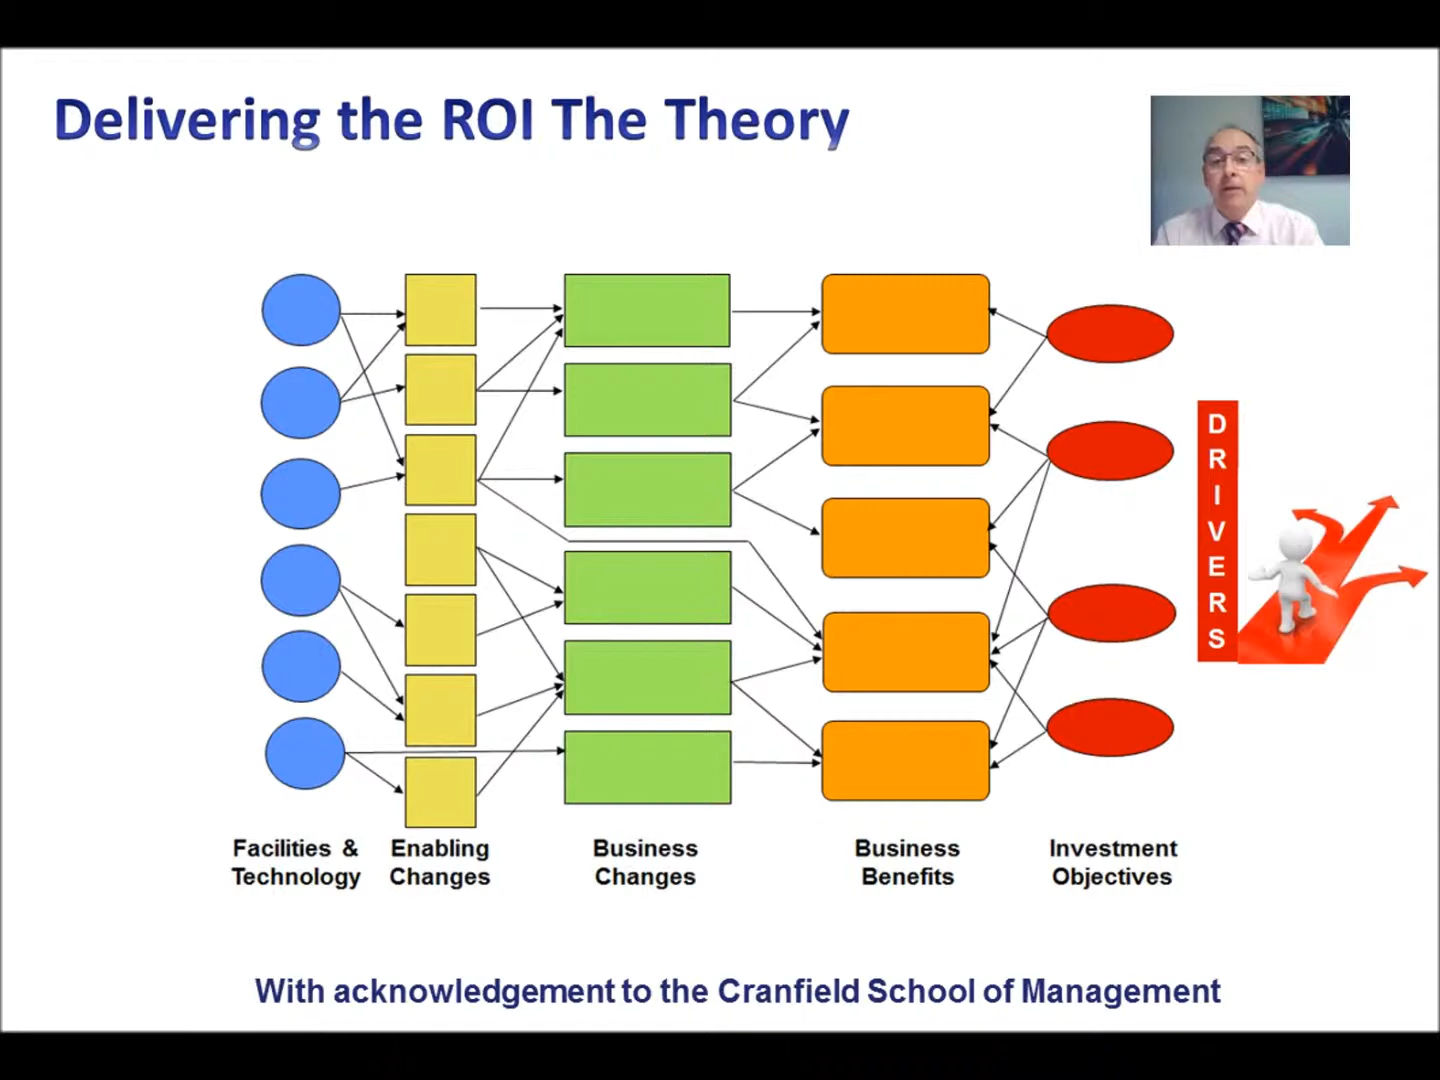 Delivering the ROI The Theory
DRIVERS
Facilities & Technology
Enabling Changes
Business Changes
Business Benefits
Investment Objectives
With acknowledgement to the Cranfield School of Management